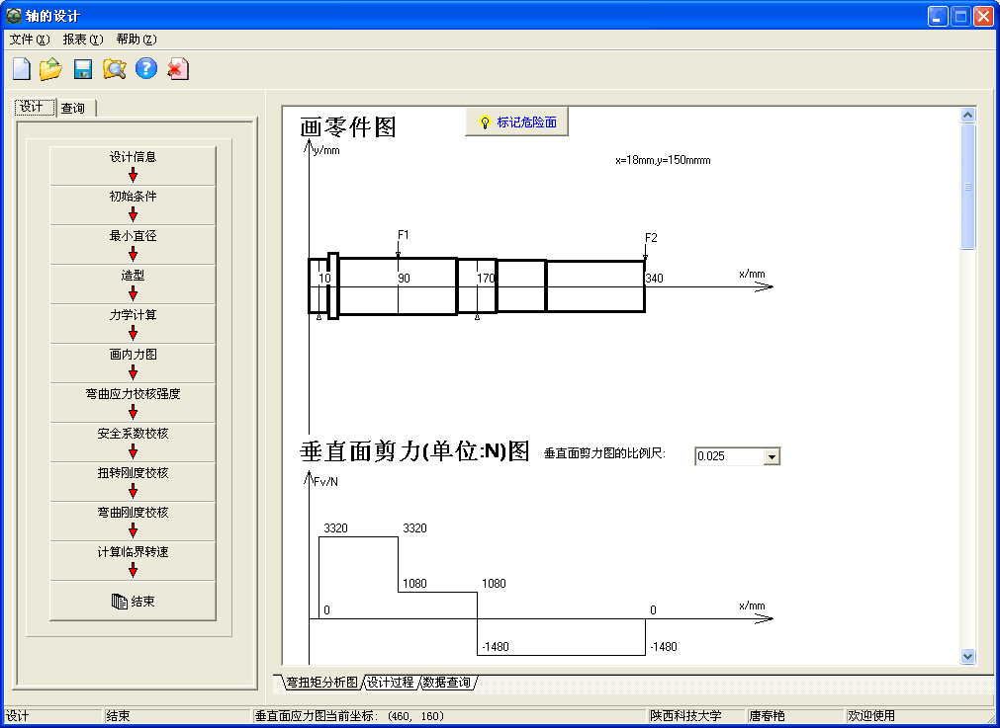 轴的设计
文件(X) 报表(Y) 帮助(Z)
设计 查询
设计信息
初始条件
最小直径
造型
力学计算
画内力图
弯曲应力校核强度
安全系数校核
扭转刚度校核
弯曲刚度校核
计算临界转速
结束
画零件图
标记危险面
y/mm
x=18mm,y=150mmm
F1
F2
10 90 170 340
x/mm
垂直面剪力(单位:N)图 垂直面剪力图的比例尺: 0.025
Fv/N
3320 3320
1080 1080
0 0
x/mm
-1480 -1480
弯扭矩分析图 设计过程 数据查询
设计 结束 垂直面应力图当前坐标: (460, 160) 陕西科技大学 唐春艳 欢迎使用